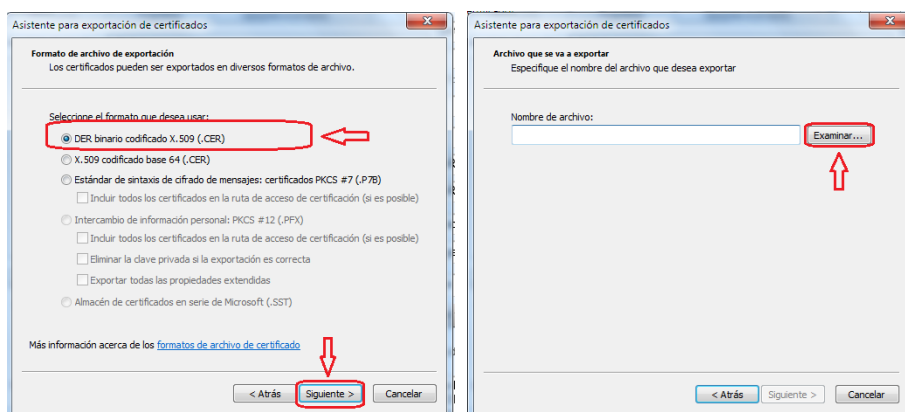 Asistente para exportación de certificados
Formato de archivo de exportación
Los certificados pueden ser exportados en diversos formatos de archivo.
Seleccione el formato que desea usar:
DER binario codificado X.509 (.CER)
X.509 codificado base 64 (.CER)
Estándar de sintaxis de cifrado de mensajes: certificados PKCS #7 (.P7B)
Incluir todos los certificados en la ruta de acceso de certificación (si es posible)
Intercambio de información personal: PKCS #12 (.PFX)
Incluir todos los certificados en la ruta de acceso de certificación (si es posible)
Eliminar la clave privada si la exportación es correcta
Exportar todas las propiedades extendidas
Almacén de certificados en serie de Microsoft (.SST)
Más información acerca de los formatos de archivo de certificado
< Atrás Siguiente > Cancelar
Asistente para exportación de certificados
Archivo que se va a exportar
Especifique el nombre del archivo que desea exportar
Nombre de archivo:
Examinar...
< Atrás Siguiente > Cancelar